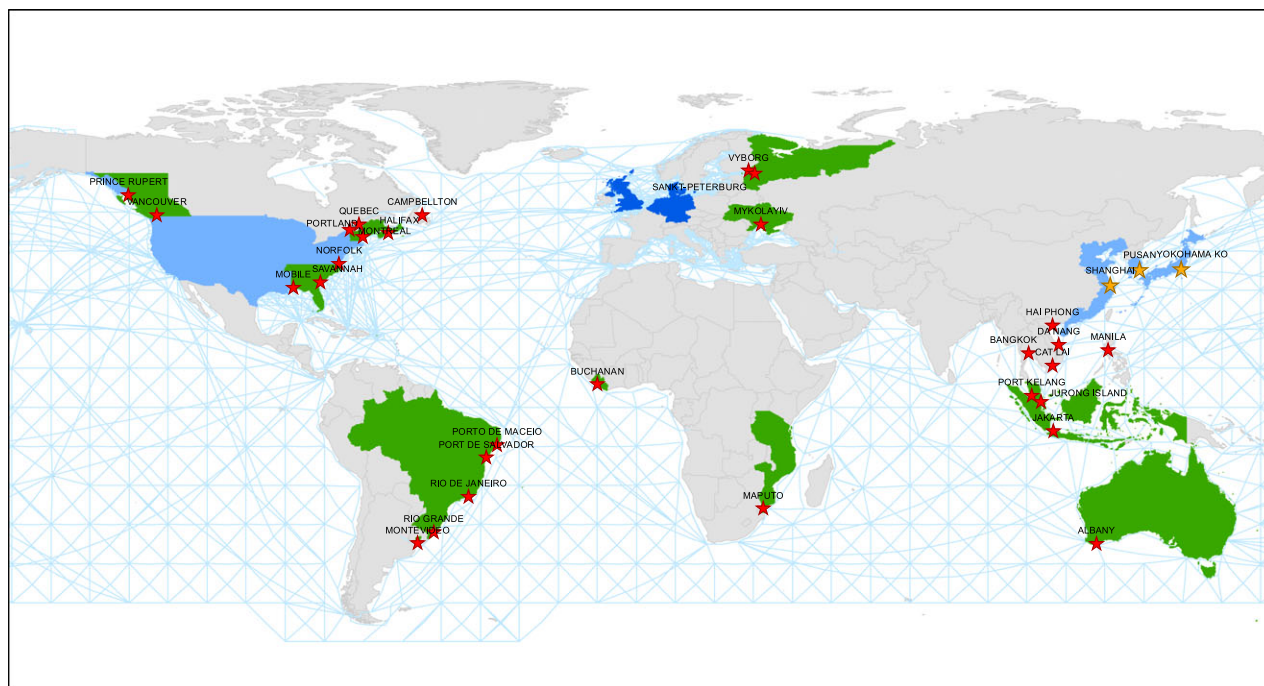 VYBORG
PRINCE RUPERT
SANKT-PETERBURG
VANCOUVER
CAMPBELLTON
QUEBEC
MYKOLAYIV
PORTLAND
HALIFAX
MONTREAL
NORFOLK
PUSAN
YOKOHAMA KO
SAVANNAH
MOBILE
SHANGHAI
HAI PHONG
DA NANG
BANGKOK
MANILA
CAT LAI
BUCHANAN
PORT KELANG
JURONG ISLAND
JAKARTA
PORTO DE MACEIO
PORT DE SALVADOR
RIO DE JANEIRO
MAPUTO
RIO GRANDE
MONTEVIDEO
ALBANY